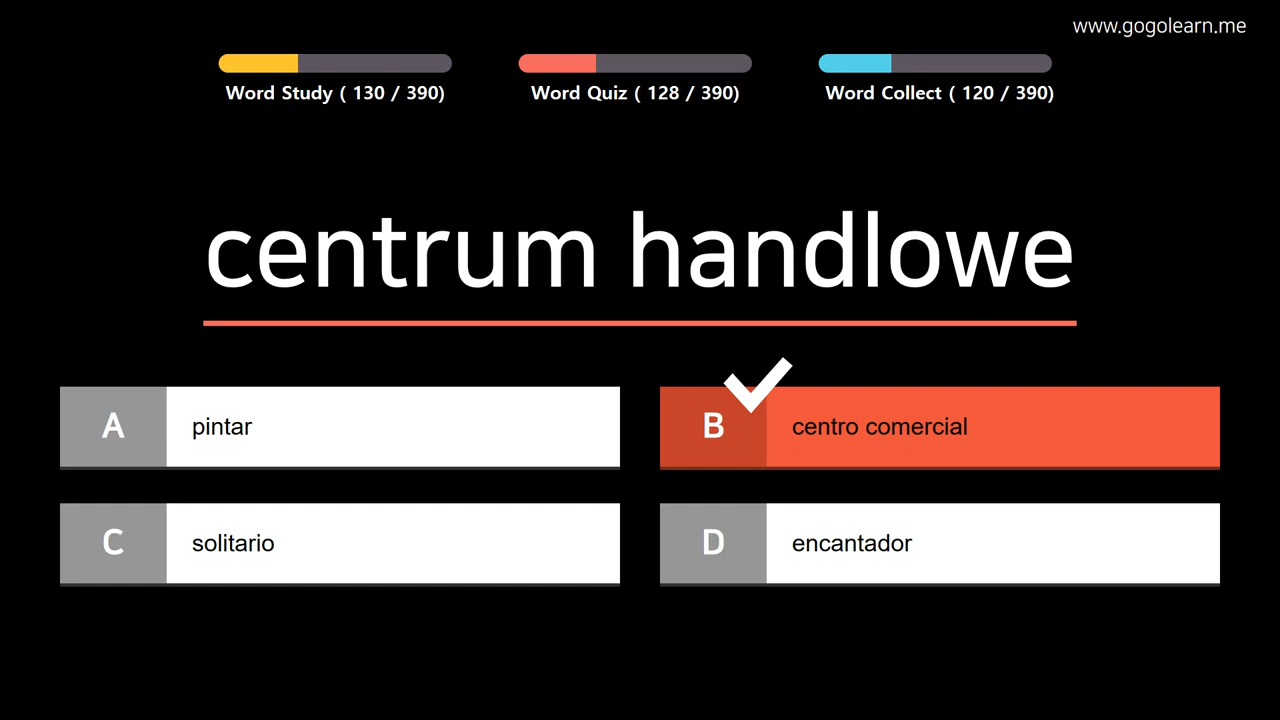 www.gogolearn.me
Word Study ( 130 / 390)
Word Quiz ( 128 / 390)
Word Collect ( 120 / 390)
centrum handlowe
A pintar
B centro comercial
C solitario
D encantador